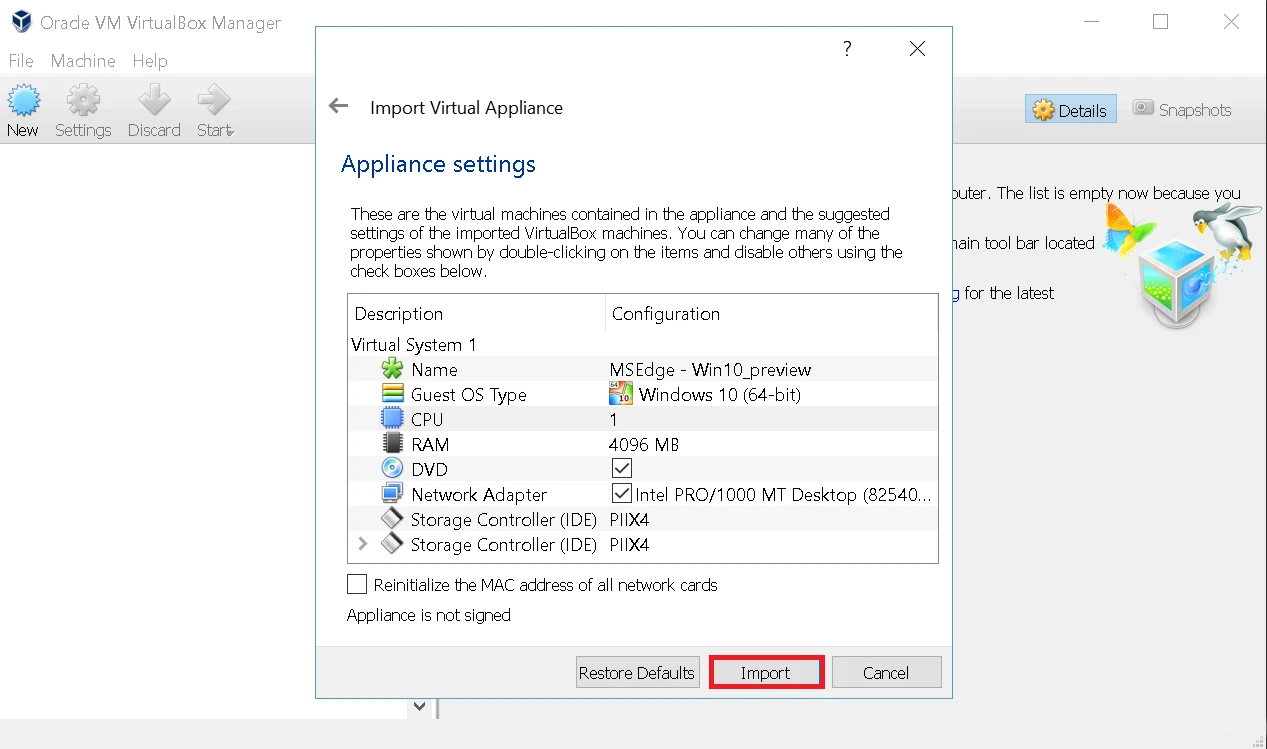 Oracle VM VirtualBox Manager
File Machine Help
New Settings Discard Start
Details Snapshots
?
Import Virtual Appliance
Appliance settings
These are the virtual machines contained in the appliance and the suggested
settings of the imported VirtualBox machines. You can change many of the
properties shown by double-clicking on the items and disable others using the
check boxes below.
Description Configuration
Virtual System 1
Name MSEdge - Win10_preview
Guest OS Type 64 10 Windows 10 (64-bit)
CPU 1
RAM 4096 MB
DVD
Network Adapter Intel PRO/1000 MT Desktop (82540...
Storage Controller (IDE) PIIX4
Storage Controller (IDE) PIIX4
Reinitialize the MAC address of all network cards
Appliance is not signed
Restore Defaults Import Cancel
The list is empty now because you
tool bar located
for the latest